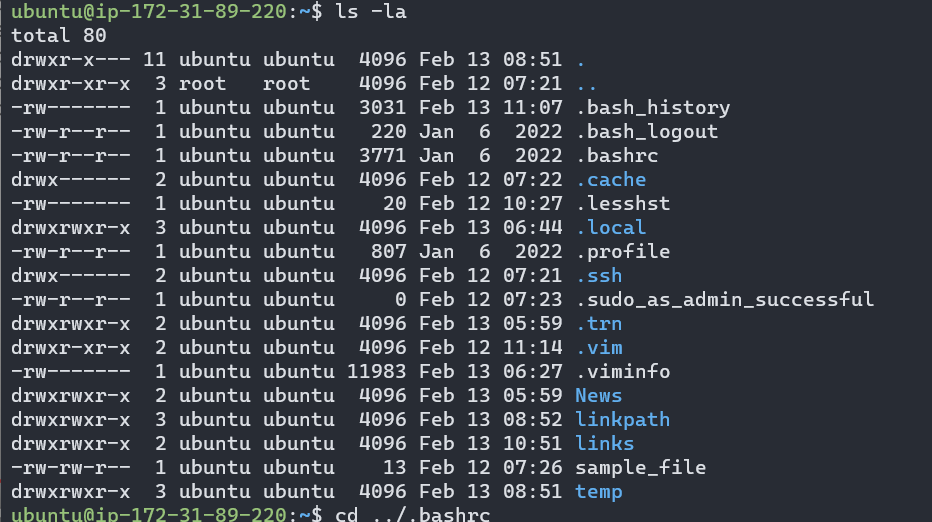 ubuntu@ip-172-31-89-220:~$ ls -la
total 80
drwxr-x--- 11 ubuntu ubuntu  4096 Feb 13 08:51 .
drwxr-xr-x  3 root   root    4096 Feb 12 07:21 ..
-rw-------  1 ubuntu ubuntu  3031 Feb 13 11:07 .bash_history
-rw-r--r--  1 ubuntu ubuntu   220 Jan  6  2022 .bash_logout
-rw-r--r--  1 ubuntu ubuntu  3771 Jan  6  2022 .bashrc
drwx------  2 ubuntu ubuntu  4096 Feb 12 07:22 .cache
-rw-------  1 ubuntu ubuntu    20 Feb 12 10:27 .lesshst
drwxrwxr-x  3 ubuntu ubuntu  4096 Feb 13 06:44 .local
-rw-r--r--  1 ubuntu ubuntu   807 Jan  6  2022 .profile
drwx------  2 ubuntu ubuntu  4096 Feb 12 07:21 .ssh
-rw-r--r--  1 ubuntu ubuntu     0 Feb 12 07:23 .sudo_as_admin_successful
drwxrwxr-x  2 ubuntu ubuntu  4096 Feb 13 05:59 .trn
drwxr-xr-x  2 ubuntu ubuntu  4096 Feb 12 11:14 .vim
-rw-------  1 ubuntu ubuntu 11983 Feb 13 06:27 .viminfo
drwxrwxr-x  2 ubuntu ubuntu  4096 Feb 13 05:59 News
drwxrwxr-x  3 ubuntu ubuntu  4096 Feb 13 08:52 linkpath
drwxrwxr-x  2 ubuntu ubuntu  4096 Feb 13 10:51 links
-rw-rw-r--  1 ubuntu ubuntu    13 Feb 12 07:26 sample_file
drwxrwxr-x  3 ubuntu ubuntu  4096 Feb 13 08:51 temp
ubuntu@ip-172-31-89-220:~$ cd ../.bashrc